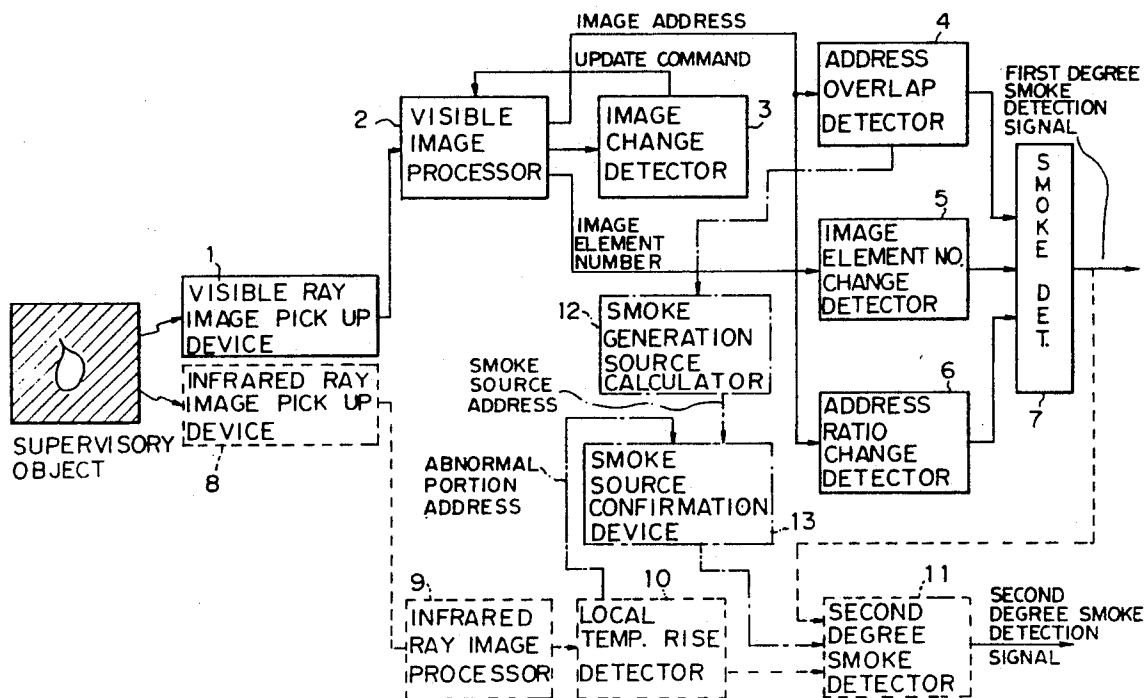 IMAGE ADDRESS
UPDATE COMMAND
2
VISIBLE
IMAGE
PROCESSOR
3
IMAGE
CHANGE
DETECTOR
4
ADDRESS
OVERLAP
DETECTOR
FIRST DEGREE
SMOKE
DETECTION
SIGNAL
IMAGE
ELEMENT
NUMBER
5
IMAGE
ELEMENT NO.
CHANGE
DETECTOR
SMOKE DET.
7
1
VISIBLE RAY
IMAGE PICK UP
DEVICE
INFRARED RAY
IMAGE PICK UP
DEVICE
8
SUPERVISORY
OBJECT
12
SMOKE
GENERATION
SOURCE
CALCULATOR
SMOKE
SOURCE
ADDRESS
6
ADDRESS
RATIO
CHANGE
DETECTOR
ABNORMAL
PORTION
ADDRESS
SMOKE
SOURCE
CONFIRMATION
DEVICE
13
9
INFRARED
RAY IMAGE
PROCESSOR
10
LOCAL
TEMP. RISE
DETECTOR
11
SECOND
DEGREE
SMOKE
DETECTOR
SECOND
DEGREE SMOKE
DETECTION
SIGNAL